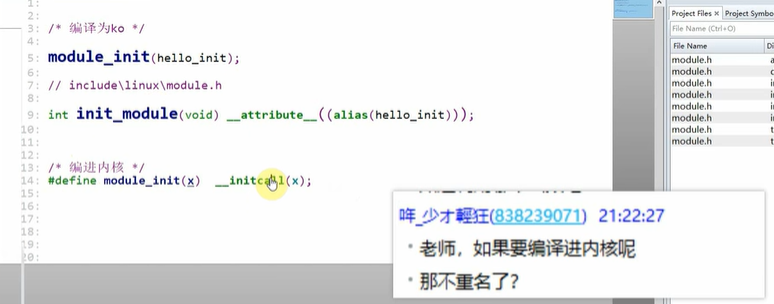 3: /* 编译为ko */
4:
5: module_init(hello_init);
6:
7: // include\linux\module.h
8:
9: int init_module(void) __attribute__((alias(hello_init)));
10:
11:
12:
13: /* 编进内核 */
14: #define module_init(x) __initcall(x);
15:
16:
17:
18:
19:
20:
Project Files × Project Symbo
File Name (Ctrl+O)
File Name Di
module.h a
module.h
module.h i
module.h i
module.h i
module.h i
module.h t
module.h t
哖_少才輕狂(838239071) 21:22:27
• 老师，如果要编译进内核呢
• 那不重名了？